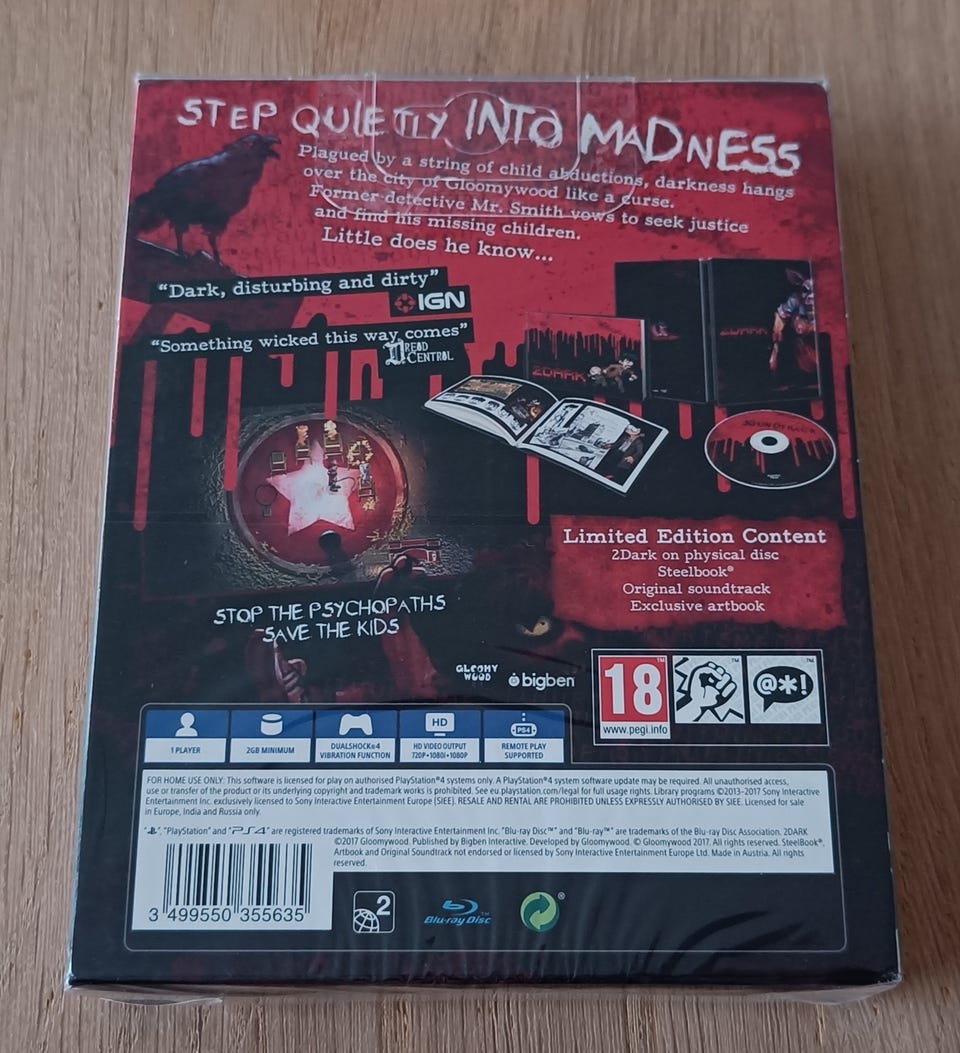 STEP QUIETLY INTO MADNESS
Plagued by a string of child abductions, darkness hangs
over the city of Gloomywood like a curse.
Former detective Mr. Smith vows to seek justice
and find his missing children.
Little does he know...
"Dark, disturbing and dirty"
IGN
"Something wicked this way comes"
DREAD
CENTRAL
2DARK
2DARK
Limited Edition Content
2Dark on physical disc
Steelbook®
Original soundtrack
Exclusive artbook
STOP THE PSYCHOPATHS
SAVE THE KIDS
GLOOMY
WOOD
bigben
18
www.pegi.info
™
@*!
™
1 PLAYER
2GB MINIMUM
DUALSHOCK®4
VIBRATION FUNCTION
HD
HD VIDEO OUTPUT
720P•1080i•1080P
PS4
REMOTE PLAY
SUPPORTED
FOR HOME USE ONLY: This software is licensed for play on authorised PlayStation®4 systems only. A PlayStation®4 system software update may be required. All unauthorised access,
use or transfer of the product or its underlying copyright and trademark works is prohibited. See eu.playstation.com/legal for full usage rights. Library programs ©2013-2017 Sony Interactive
Entertainment Inc. exclusively licensed to Sony Interactive Entertainment Europe (SIEE). RESALE AND RENTAL ARE PROHIBITED UNLESS EXPRESSLY AUTHORISED BY SIEE. Licensed for sale
in Europe, India and Russia only.
"PlayStation" and "PS4" are registered trademarks of Sony Interactive Entertainment Inc. "Blu-ray Disc™" and "Blu-ray™" are trademarks of the Blu-ray Disc Association. 2DARK
©2017 Gloomywood. Published by Bigben Interactive. Developed by Gloomywood. © Gloomywood 2017. All rights reserved. SteelBook®,
Artbook and Original Soundtrack not endorsed or licensed by Sony Interactive Entertainment Europe Ltd. Made in Austria. All rights
reserved.
3 499550 355635
2
Blu-ray Disc™
®